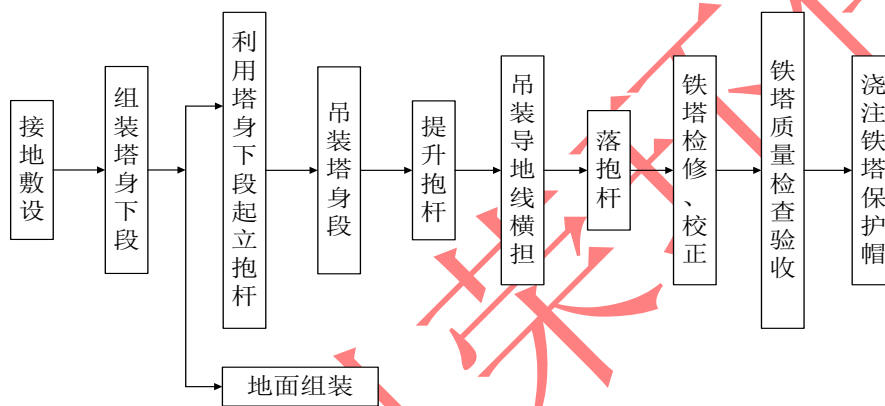 接地敷设
组装塔身下段
利用塔身下段起立抱杆
吊装塔身段
提升抱杆
吊装导地线横担
落抱杆
铁塔检修、校正
铁塔质量检查验收
浇注铁塔保护帽
地面组装